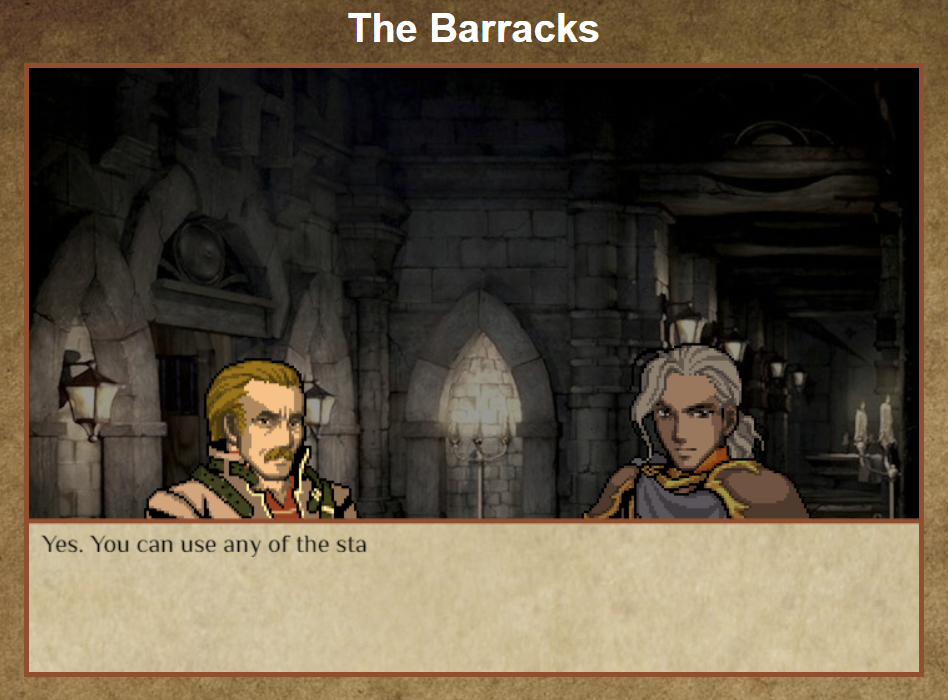 The Barracks
Yes. You can use any of the sta